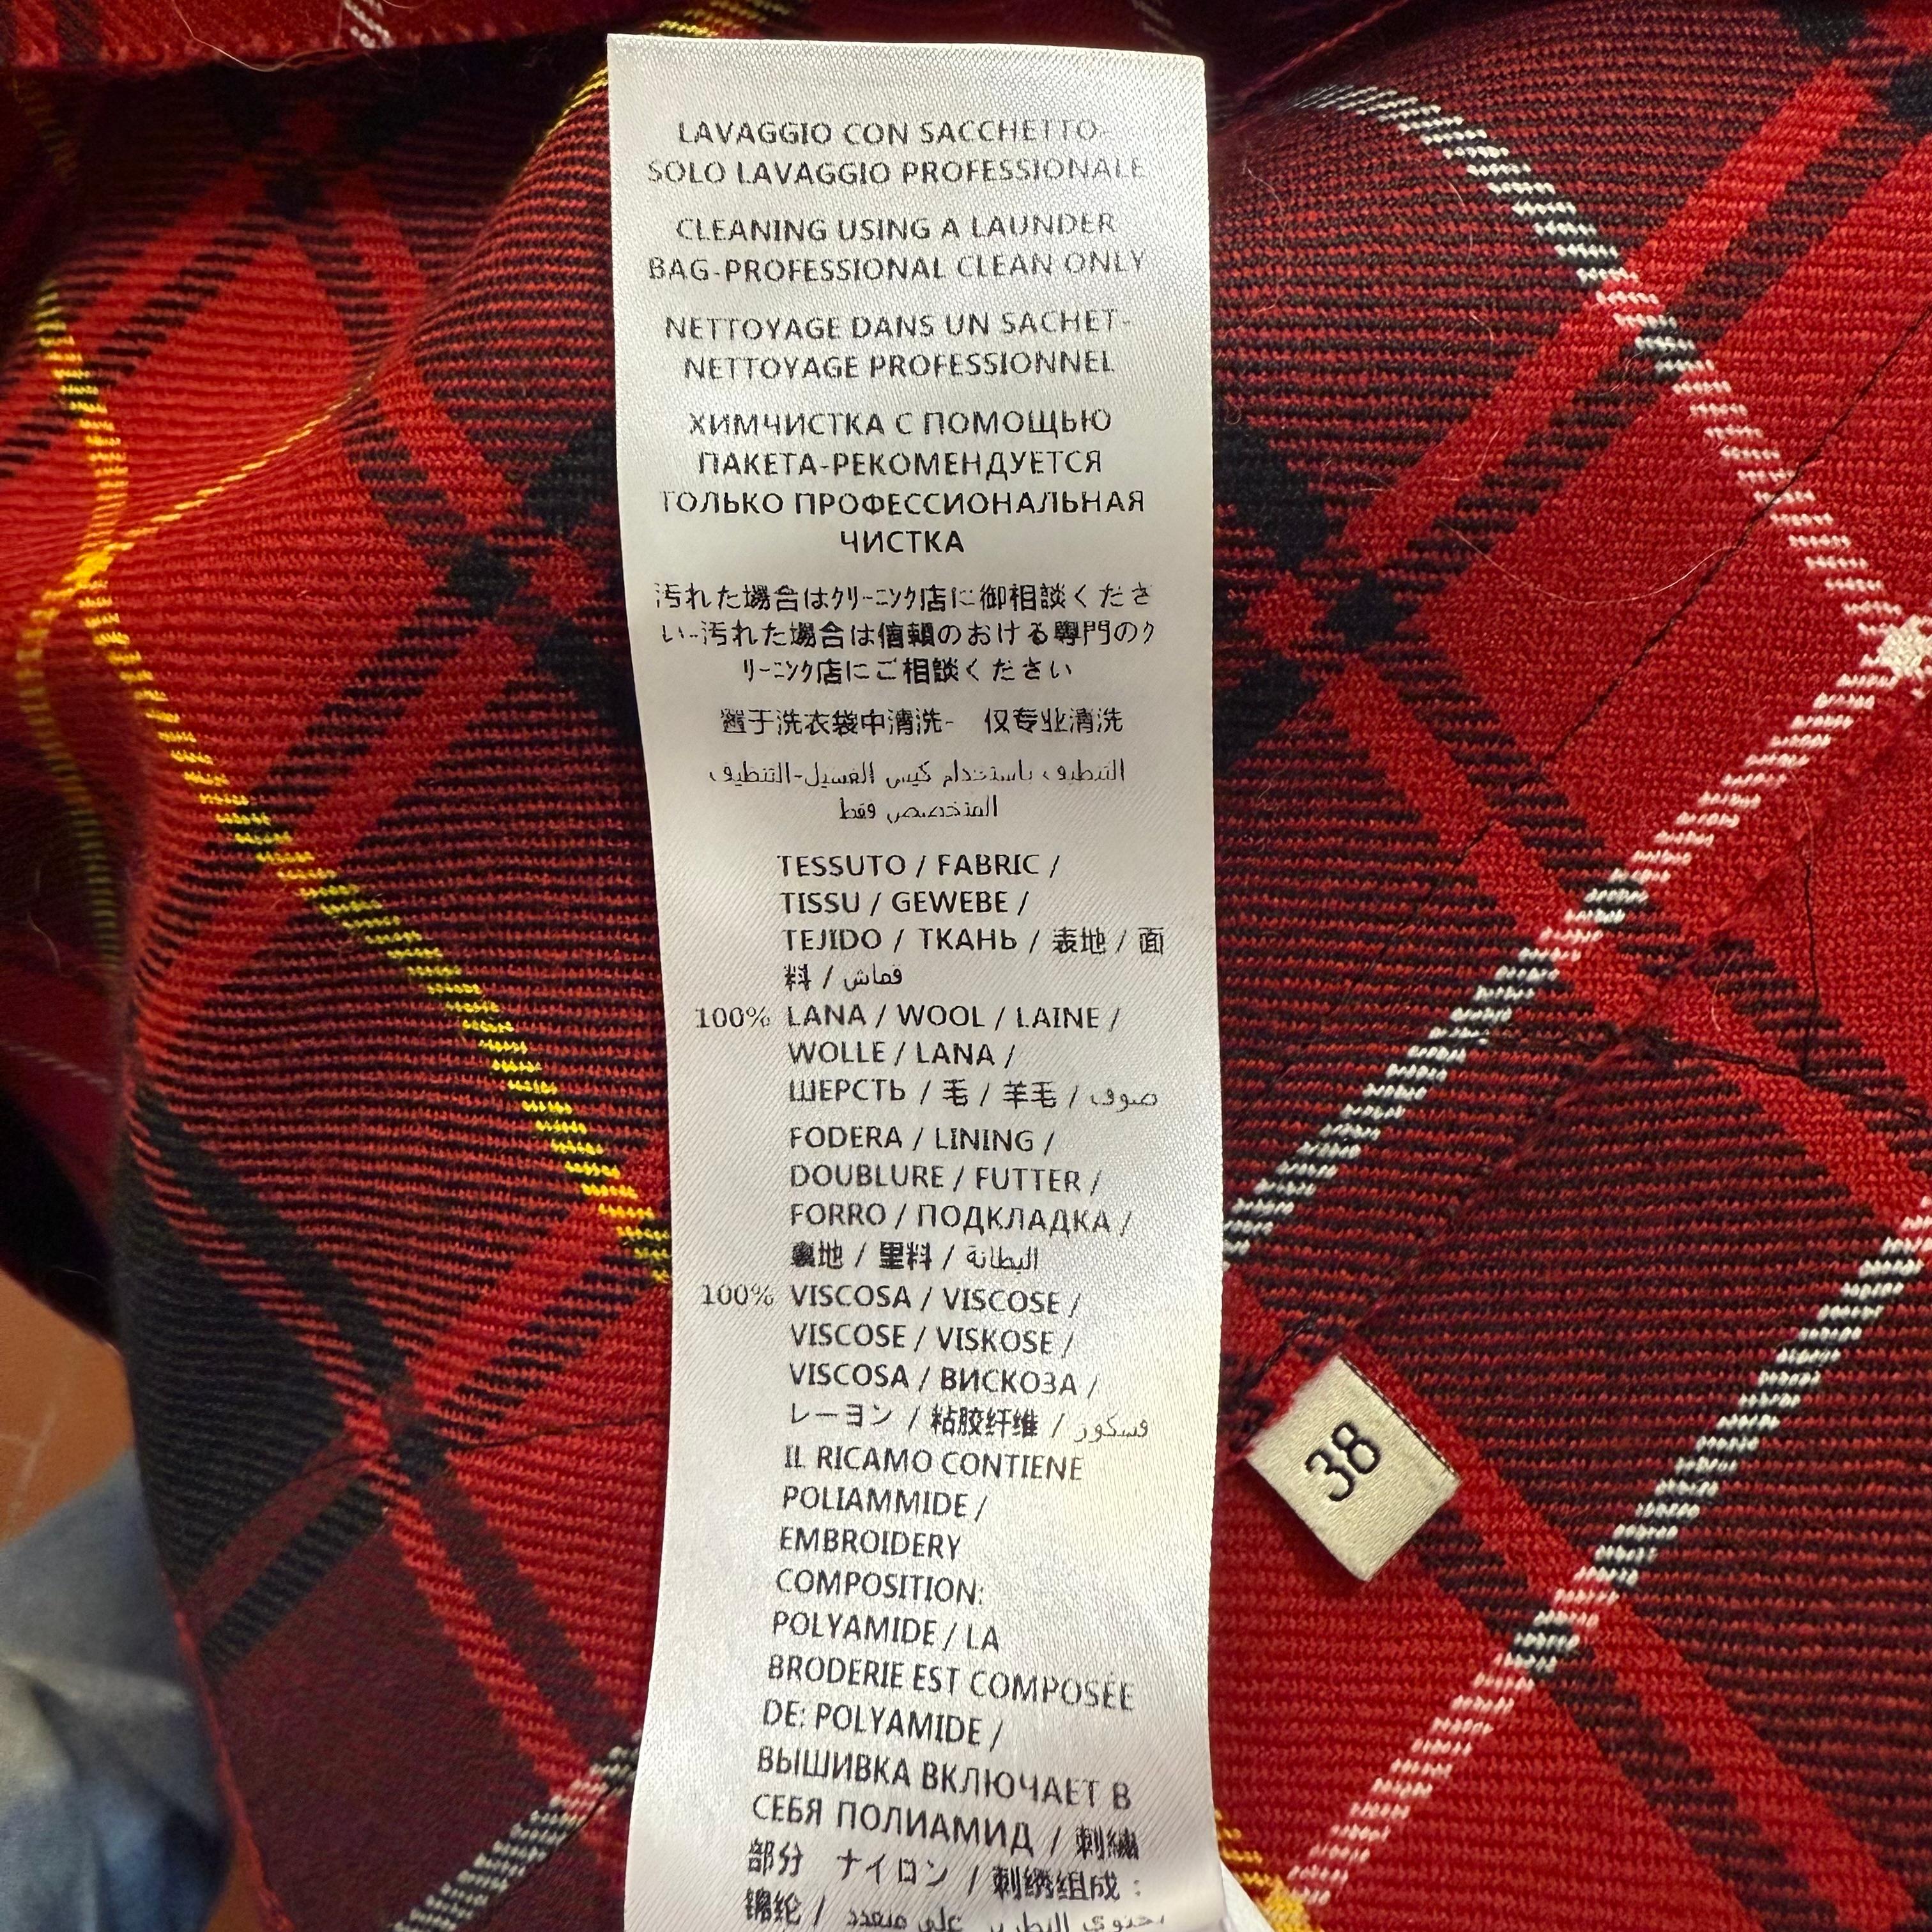 LAVAGGIO CON SACCHETTO-
SOLO LAVAGGIO PROFESSIONALE
CLEANING USING A LAUNDER
BAG-PROFESSIONAL CLEAN ONLY
NETTOYAGE DANS UN SACHET-
NETTOYAGE PROFESSIONNEL
ХИМЧИСТКА С ПОМОЩЬЮ
ПАКЕТА-РЕКОМЕНДУЕТСЯ
ТОЛЬКО ПРОФЕССИОНАЛЬНАЯ
ЧИСТКА
汚れた場合はｸﾘｰﾆﾝｸ店に御相談くださ
い-汚れた場合は信頼のおける専門のｸ
ﾘｰﾆﾝｸ店にご相談ください
置于洗衣袋中清洗- 仅专业清洗
التنظيف باستخدام كيس الغسيل-التنظيف
المتخصص فقط
TESSUTO / FABRIC /
TISSU / GEWEBE /
TEJIDO / ТКАНЬ / 表地 / 面
料 / قماش
100% LANA / WOOL / LAINE /
WOLLE / LANA /
ШЕРСТЬ / 毛 / 羊毛 / صوف
FODERA / LINING /
DOUBLURE / FUTTER /
FORRO / ПОДКЛАДКА /
裏地 / 里料 / البطانة
100% VISCOSA / VISCOSE /
VISCOSE / VISKOSE /
VISCOSA / ВИСКОЗА /
レーヨン / 粘胶纤维 / فسكوز
IL RICAMO CONTIENE
POLIAMMIDE /
EMBROIDERY
COMPOSITION:
POLYAMIDE / LA
BRODERIE EST COMPOSÉE
DE: POLYAMIDE /
ВЫШИВКА ВКЛЮЧАЕТ В
СЕБЯ ПОЛИАМИД / 刺繍
部分 ナイロン / 刺绣组成：
锦纶 / على متعدد
38